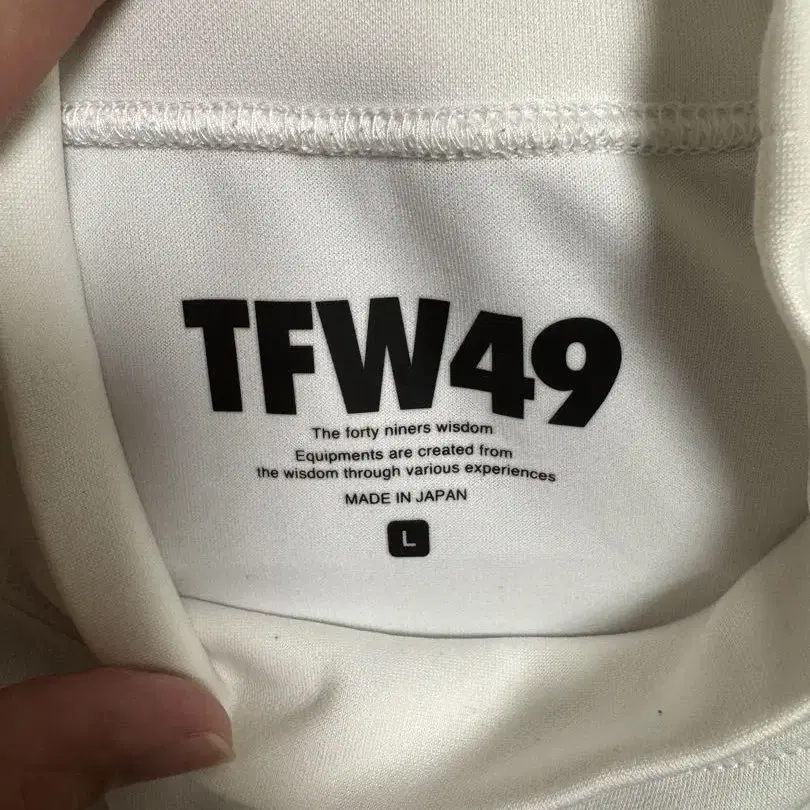 TFW49
The forty niners wisdom
Equipments are created from
the wisdom through various experiences
MADE IN JAPAN
L